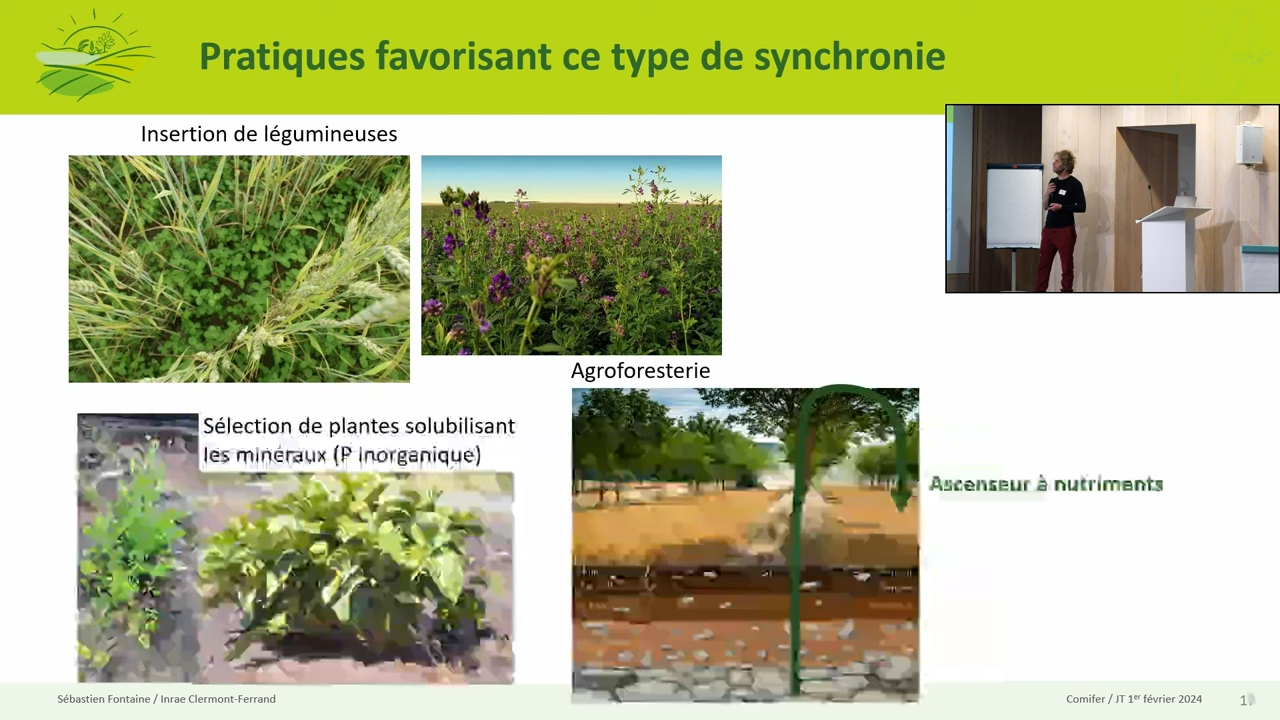 Pratiques favorisant ce type de synchronie
Insertion de légumineuses
Agroforesterie
Sélection de plantes solubilisant
les minéraux (P inorganique)
Ascenseur à nutriments
Sébastien Fontaine / Inrae Clermont-Ferrand
Comifer / JT 1er février 2024